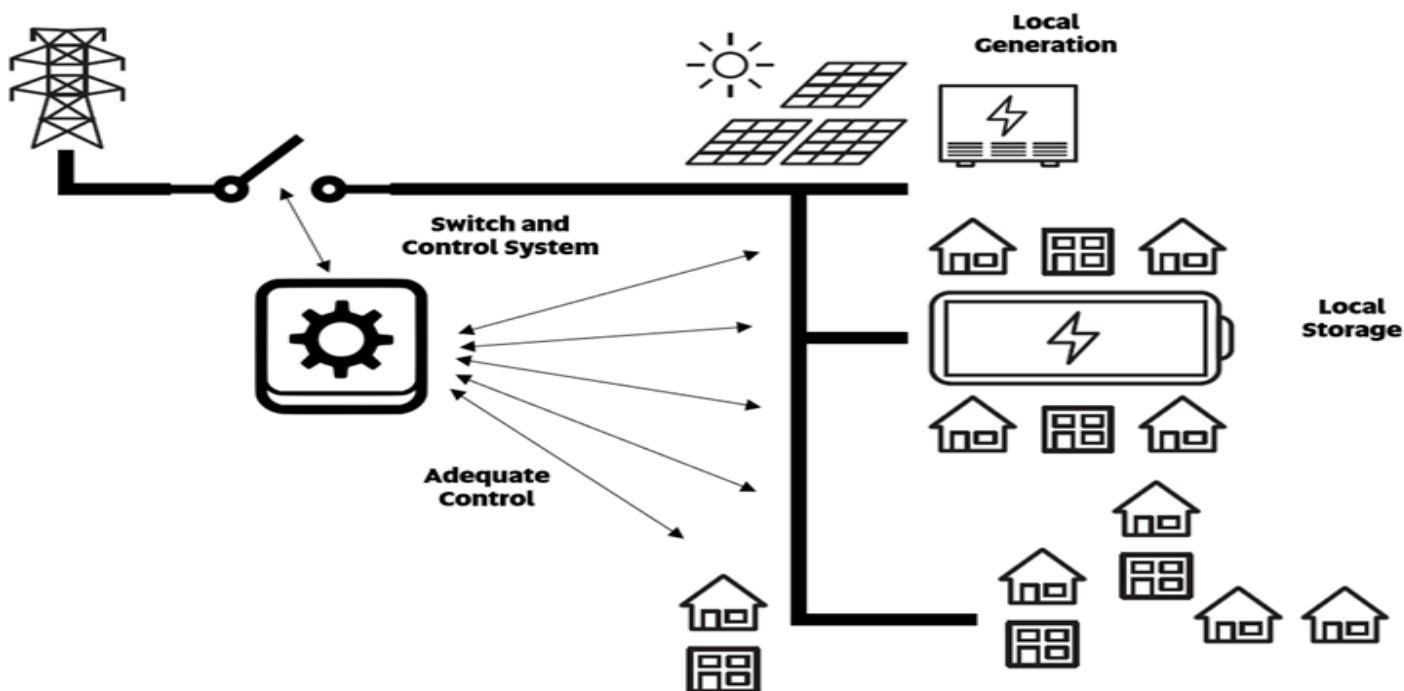 Local
Generation
Switch and
Control System
Local
Storage
Adequate
Control